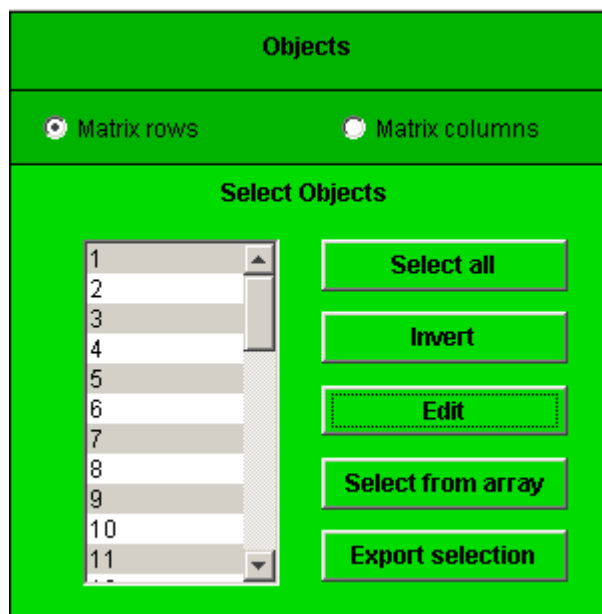 Objects
Matrix rows Matrix columns
Select Objects
1
2
3
4
5
6
7
8
9
10
11
Select all
Invert
Edit
Select from array
Export selection